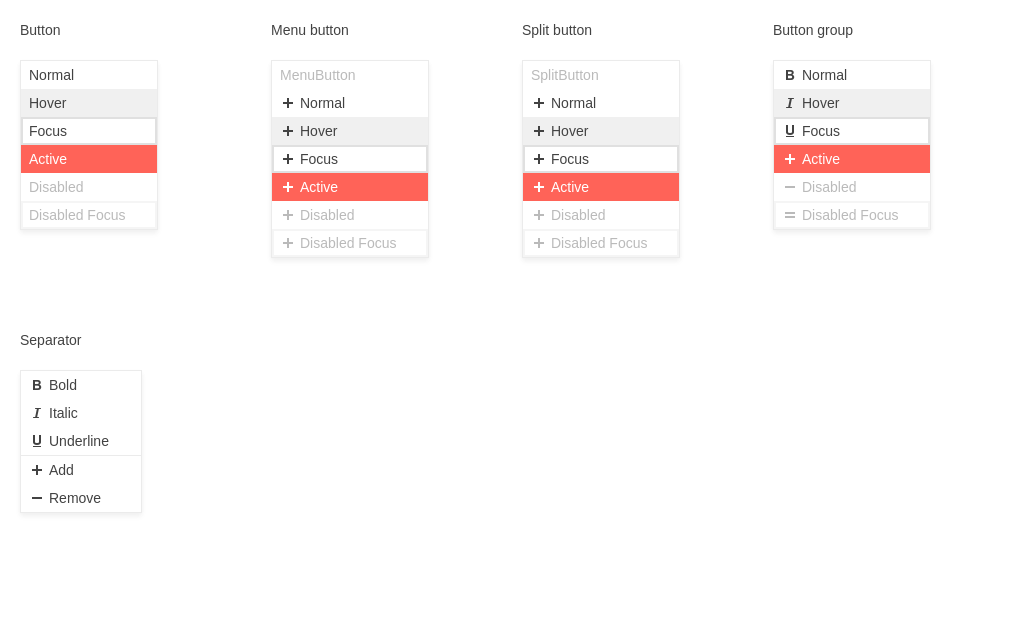 Button
Normal
Hover
Focus
Active
Disabled
Disabled Focus
Menu button
MenuButton
Normal
Hover
Focus
Active
Disabled
Disabled Focus
Split button
SplitButton
Normal
Hover
Focus
Active
Disabled
Disabled Focus
Button group
B Normal
I Hover
U Focus
Active
Disabled
Disabled Focus
Separator
B Bold
I Italic
U Underline
Add
Remove